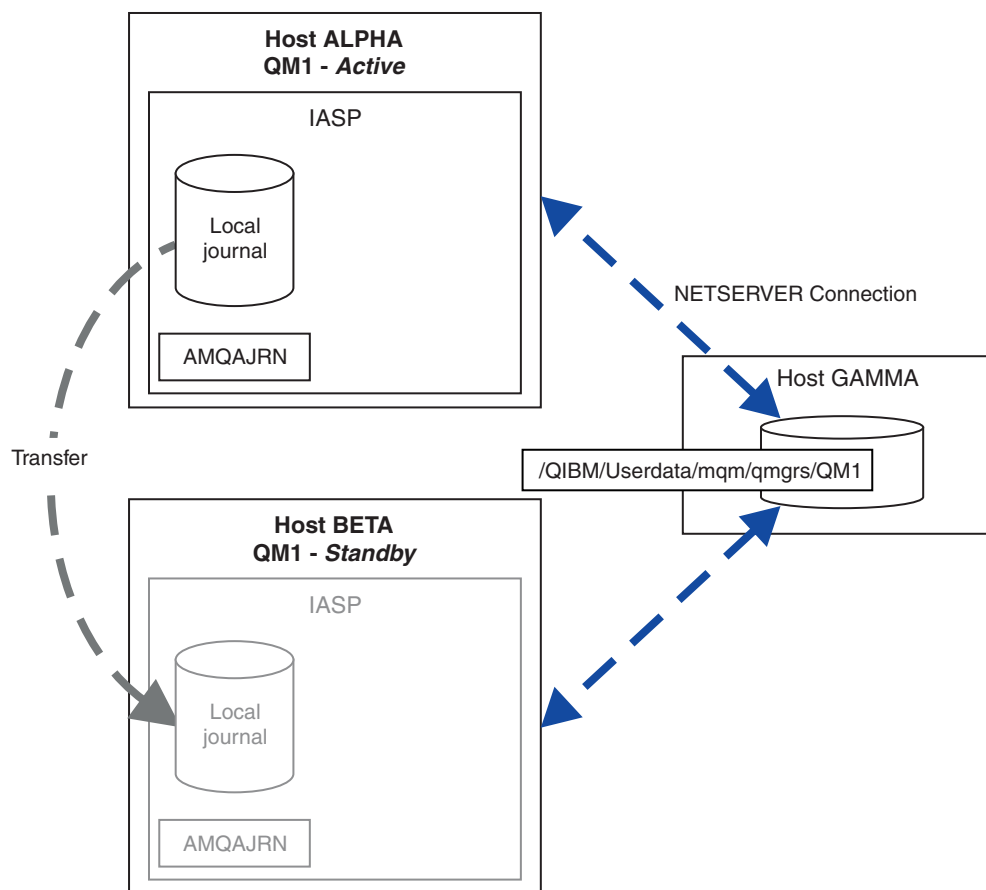 Host ALPHA
QM1 - Active
IASP
Local
journal
AMQAJRN
NETSERVER Connection
Host GAMMA
/QIBM/Userdata/mqm/qmgrs/QM1
Transfer
Host BETA
QM1 - Standby
IASP
Local
journal
AMQAJRN